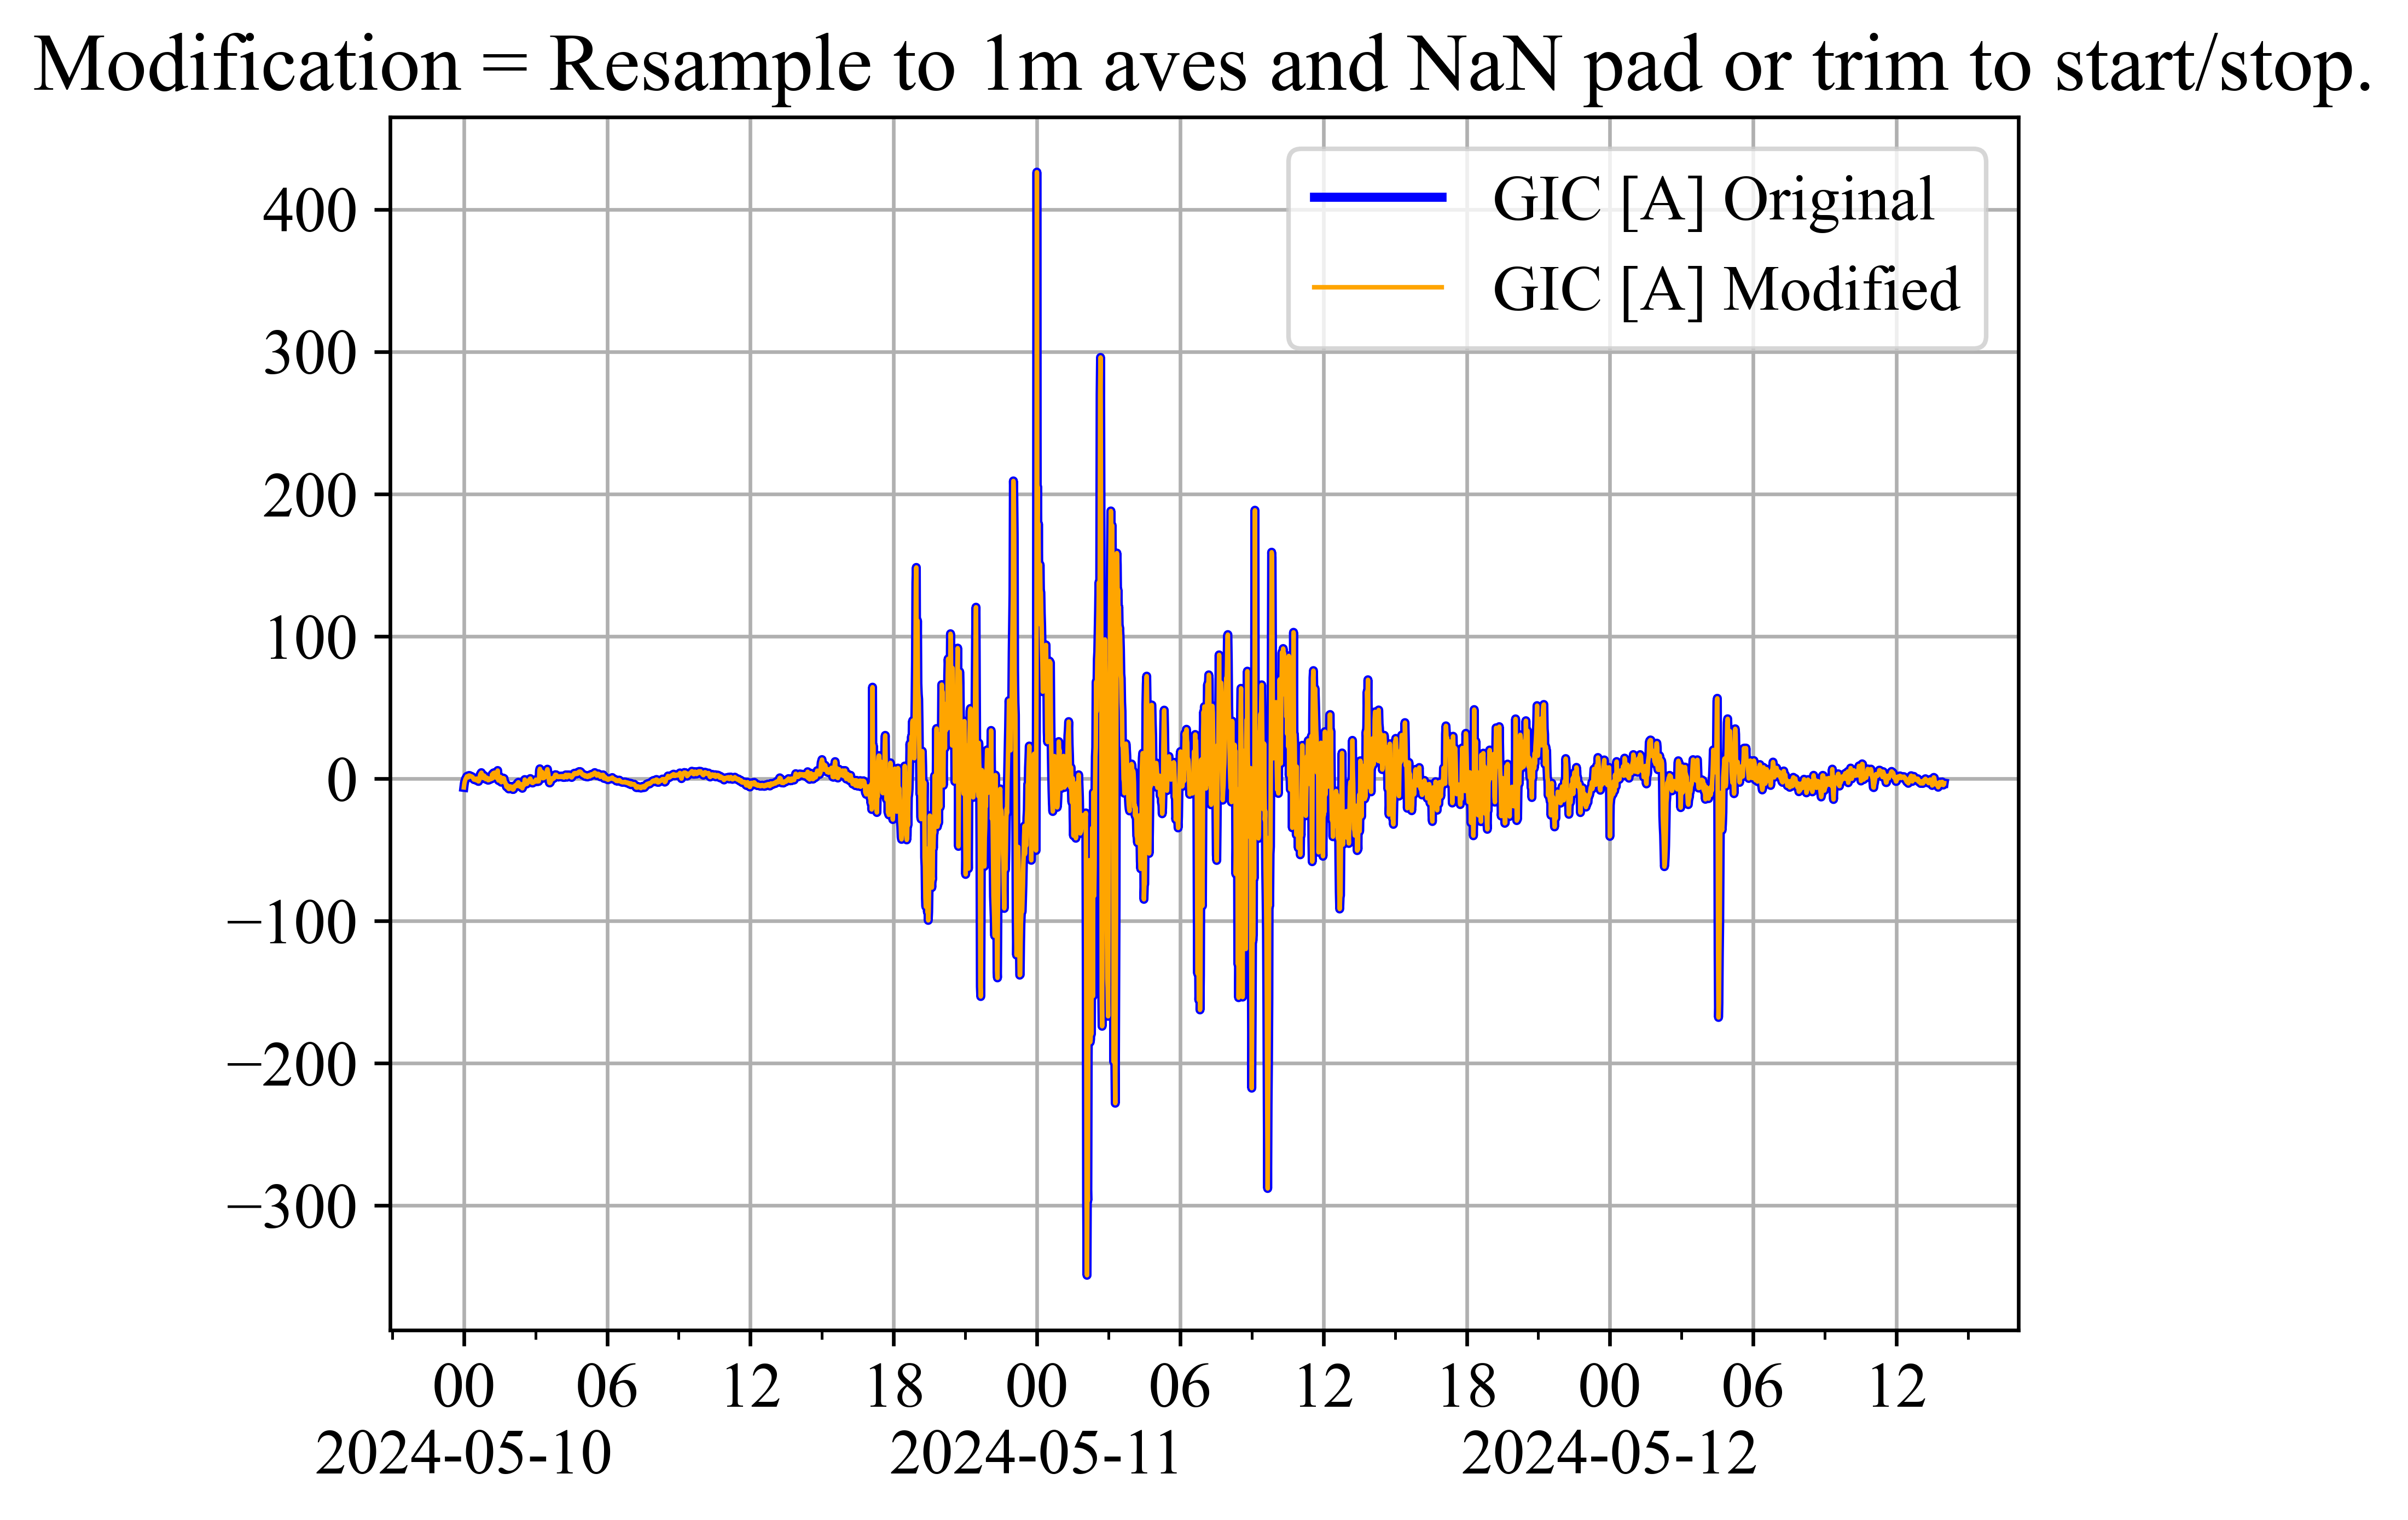 Modification = Resample to 1m aves and NaN pad or trim to start/stop.
GIC [A] Original
GIC [A] Modified
400
300
200
100
0
−100
−200
−300
00 06 12 18 00 06 12 18 00 06 12
2024-05-10 2024-05-11 2024-05-12